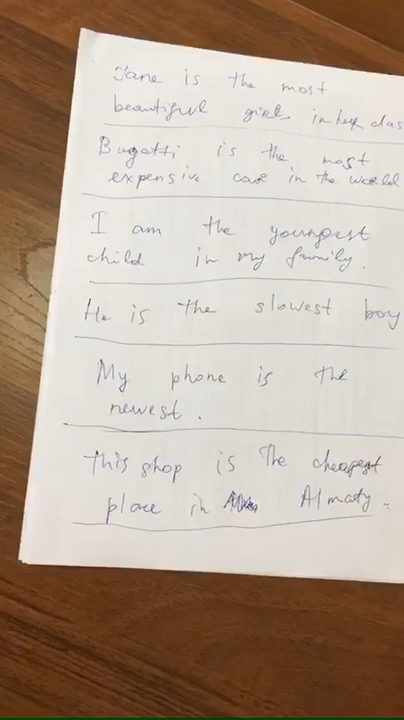 Jane is the most
beautiful girl in her clas
Bugatti is the most
expensive car in the world
I am the youngest
child in my family.
He is the slowest boy
My phone is the
newest.
This shop is the cheapest
place in Almaty.